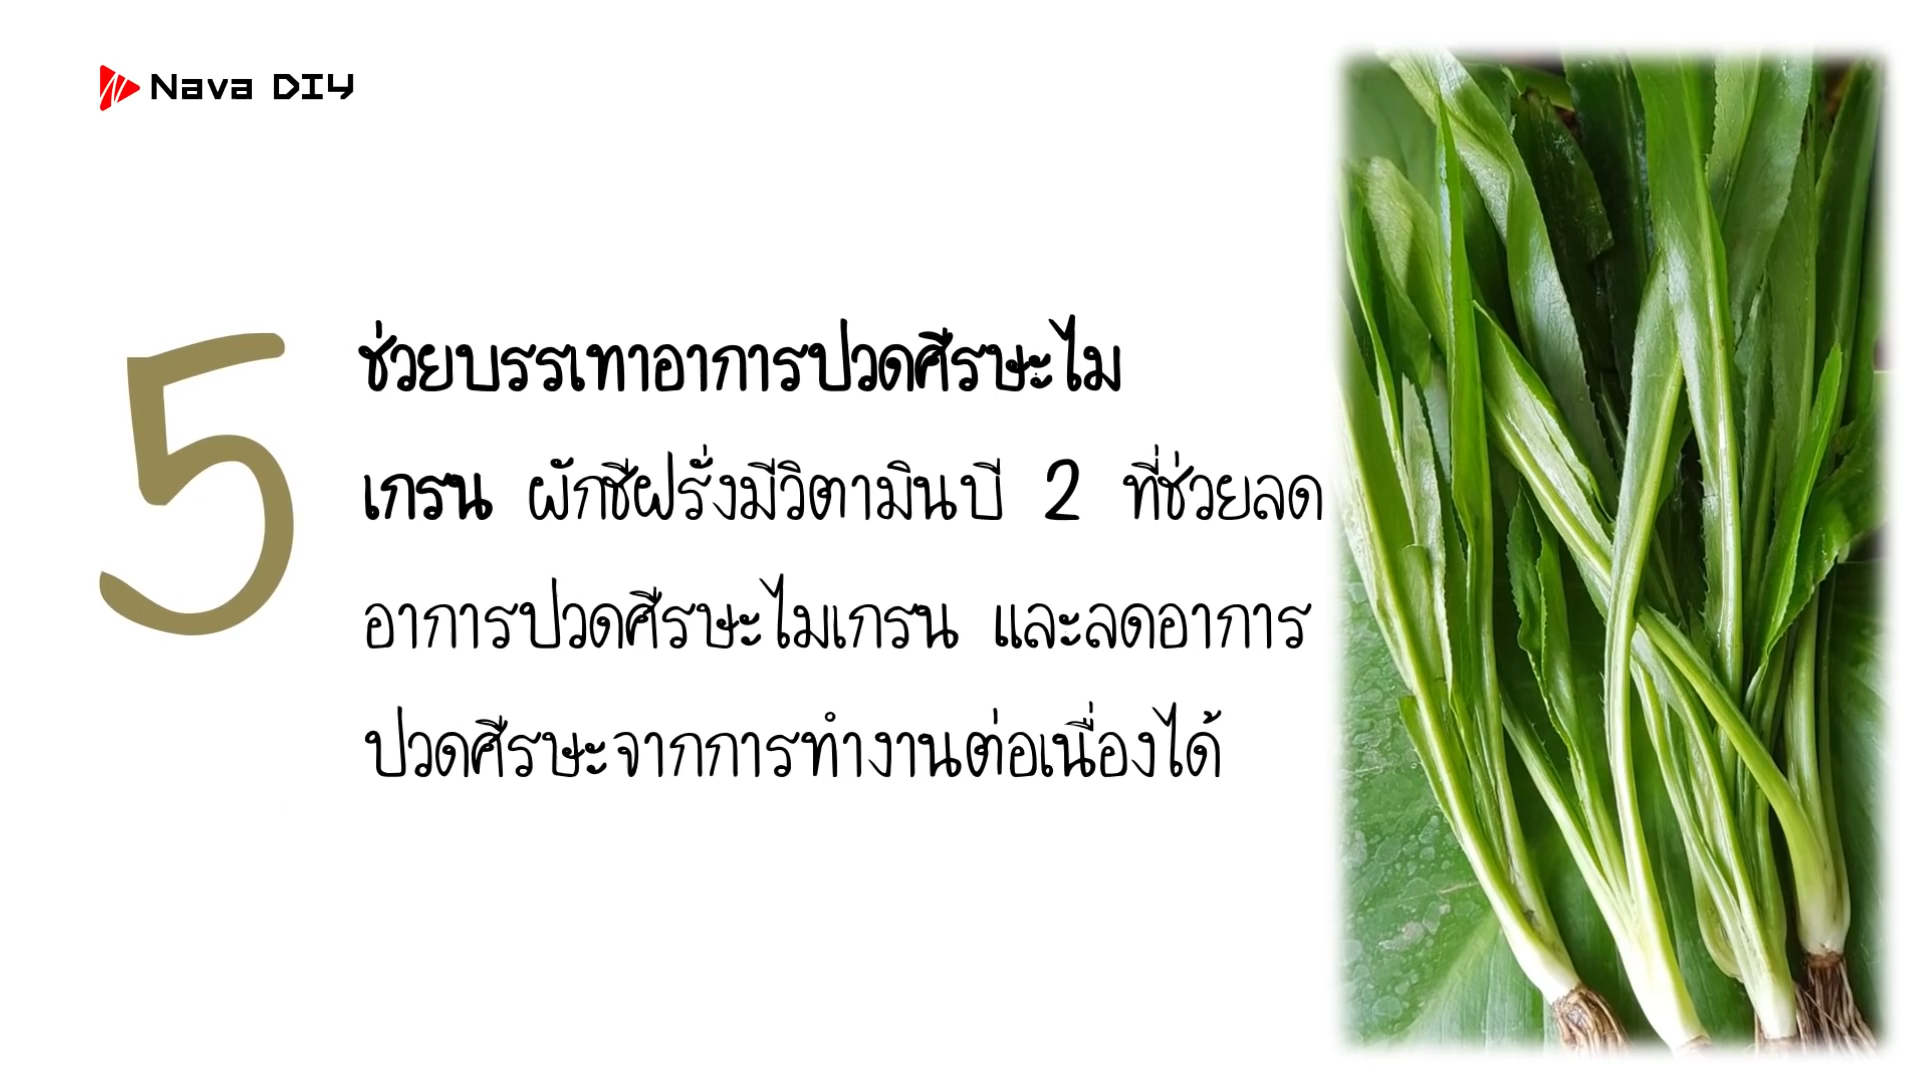 Nava DIY
5
ช่วยบรรเทาอาการปวดศีรษะไม
เกรน ผักชีฝรั่งมีวิตามินบี 2 ที่ช่วยลด
อาการปวดศีรษะไมเกรน และลดอาการ
ปวดศีรษะจากการทำงานต่อเนื่องได้